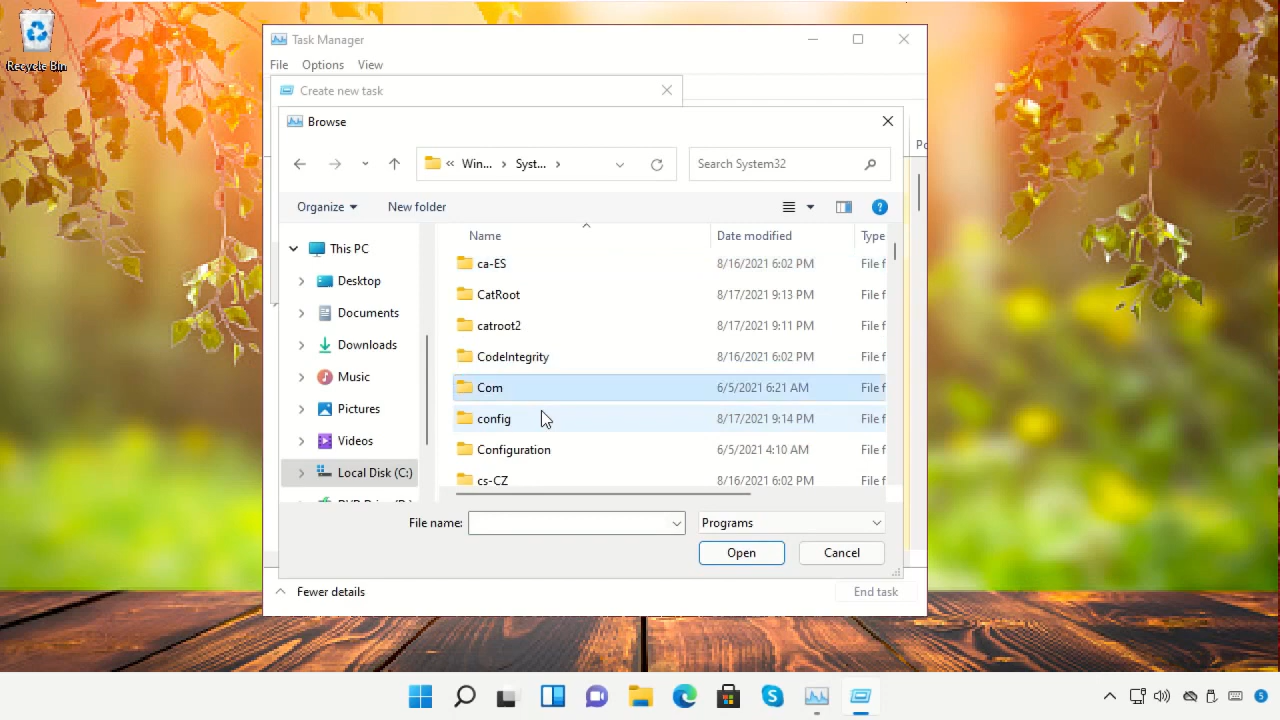 Recycle Bin
Task Manager
File Options View
Create new task
Browse
« Win... › Syst... ›
Search System32
Organize
New folder
Name
Date modified
Type
This PC
Desktop
Documents
Downloads
Music
Pictures
Videos
Local Disk (C:)
ca-ES 8/16/2021 6:02 PM File f
CatRoot 8/17/2021 9:13 PM File f
catroot2 8/17/2021 9:11 PM File f
CodeIntegrity 8/16/2021 6:02 PM File f
Com 6/5/2021 6:21 AM File f
config 8/17/2021 9:14 PM File f
Configuration 6/5/2021 4:10 AM File f
cs-CZ 8/16/2021 6:02 PM File f
File name:
Programs
Open
Cancel
Po
Fewer details
End task
5